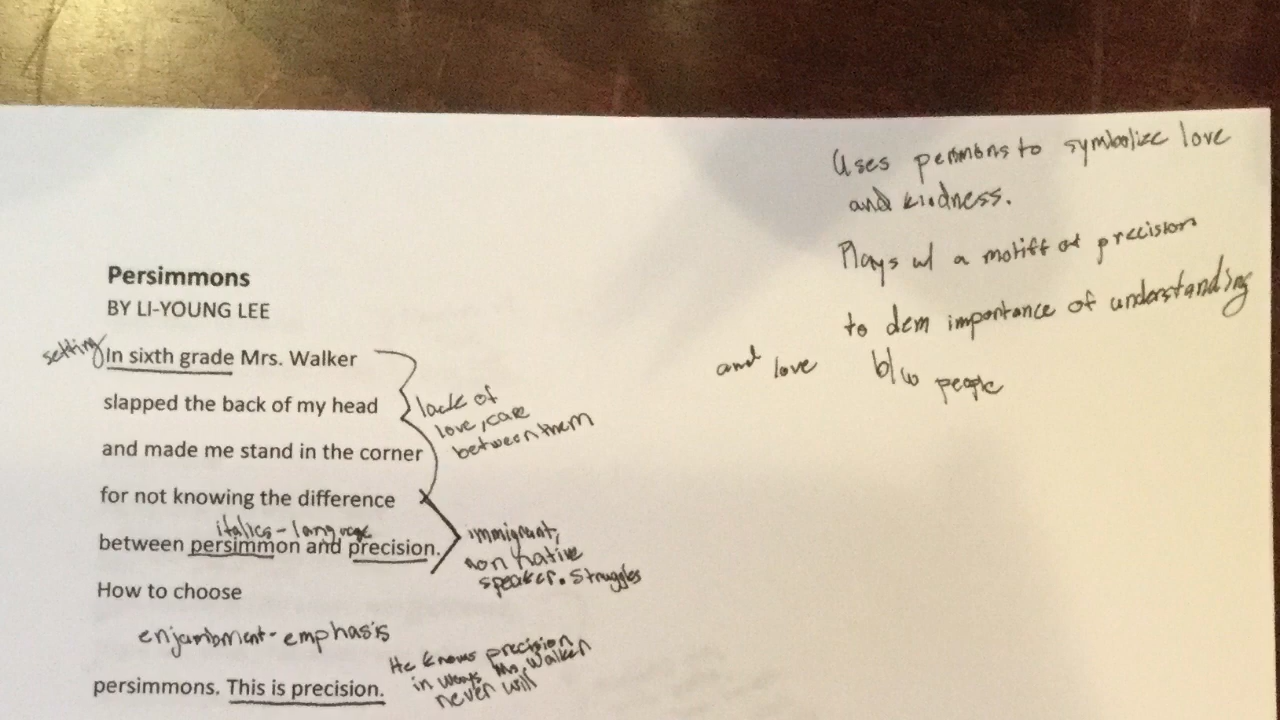 Uses permmons to symbolize love
and kindness.
Plays w/ a motiff of precision
to dem importance of understanding
and love b/w people
Persimmons
BY LI-YOUNG LEE
setting
In sixth grade Mrs. Walker
slapped the back of my head
lack of
love, care
between them
and made me stand in the corner
for not knowing the difference
italics - language
between persimmon and precision.
immigrant,
non native
speaker. Struggles
How to choose
enjambment - emphasis
persimmons. This is precision.
He knows precision
in ways Ms. Walker
never will